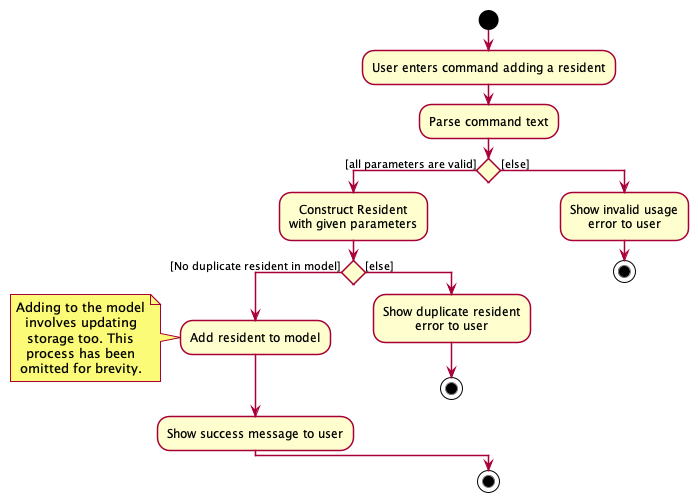 User enters command adding a resident
Parse command text
[all parameters are valid]
[else]
Construct Resident
with given parameters
Show invalid usage
error to user
[No duplicate resident in model]
[else]
Adding to the model
involves updating
storage too. This
process has been
omitted for brevity.
Add resident to model
Show duplicate resident
error to user
Show success message to user